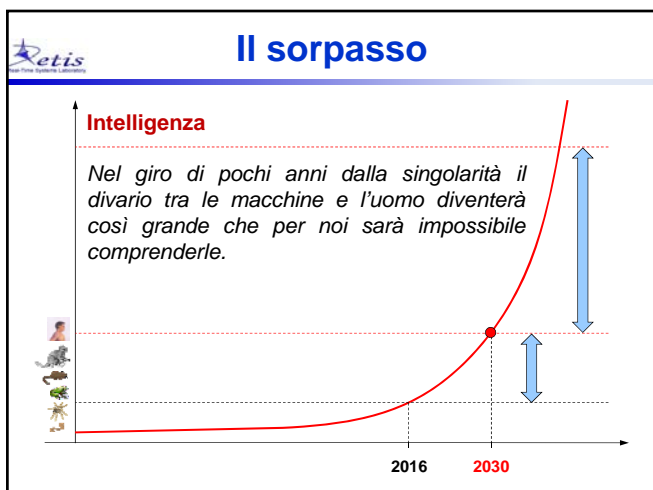 Retis
Real-Time Systems Laboratory
Il sorpasso
Intelligenza
Nel giro di pochi anni dalla singolarità il
divario tra le macchine e l'uomo diventerà
così grande che per noi sarà impossibile
comprenderle.
2016
2030